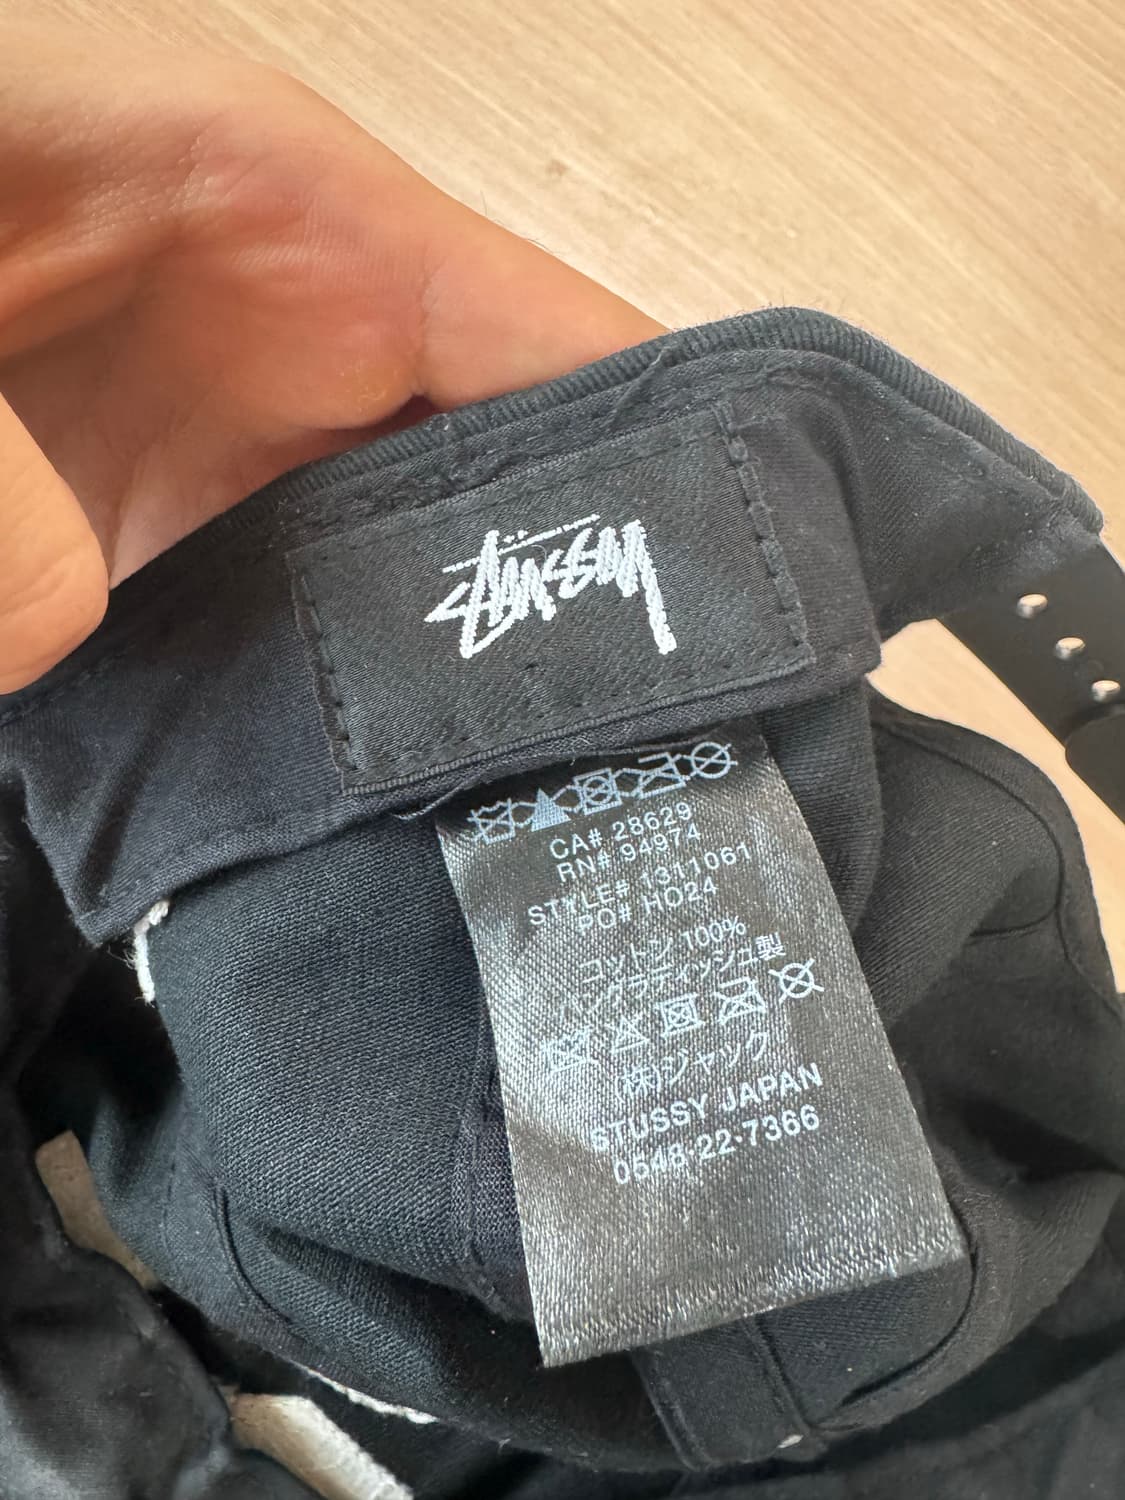 STÜSSY
CA# 28629
RN# 94974
STYLE# 1311061
PO# HO24
コットン 100%
バングラディッシュ製
(株)ジャック
STUSSY JAPAN
0548-22-7366